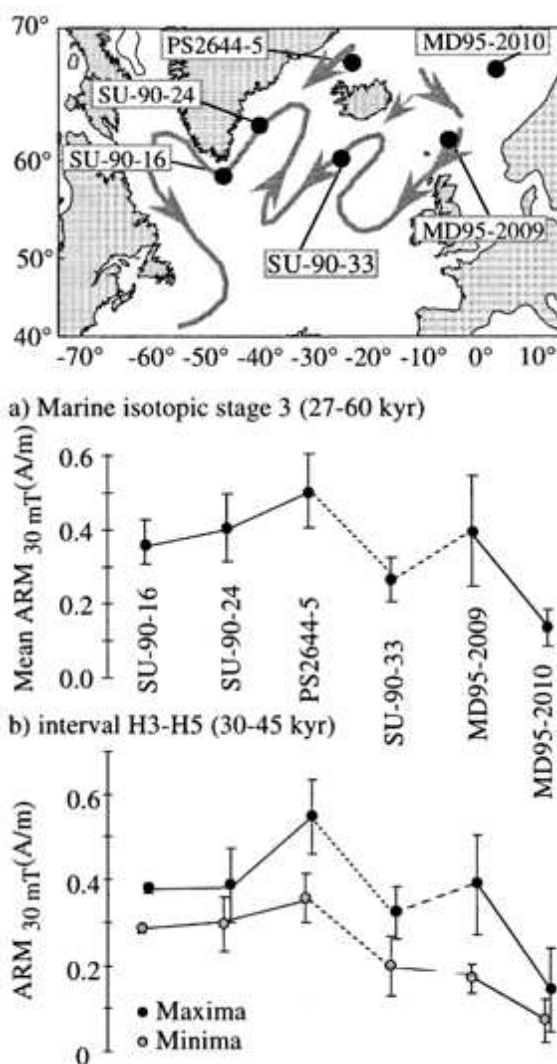 70°
PS2644-5
MD95-2010
SU-90-24
60°
SU-90-16
50°
MD95-2009
SU-90-33
40°
-70° -60° -50° -40° -30° -20° -10° 0° 10°
a) Marine isotopic stage 3 (27-60 kyr)
Mean ARM 30 mT(A/m)
0.6
0.4
0.2
0.0
SU-90-16
SU-90-24
PS2644-5
SU-90-33
MD95-2009
MD95-2010
b) interval H3-H5 (30-45 kyr)
ARM 30 mT(A/m)
0.6
0.4
0.2
0
Maxima
Minima